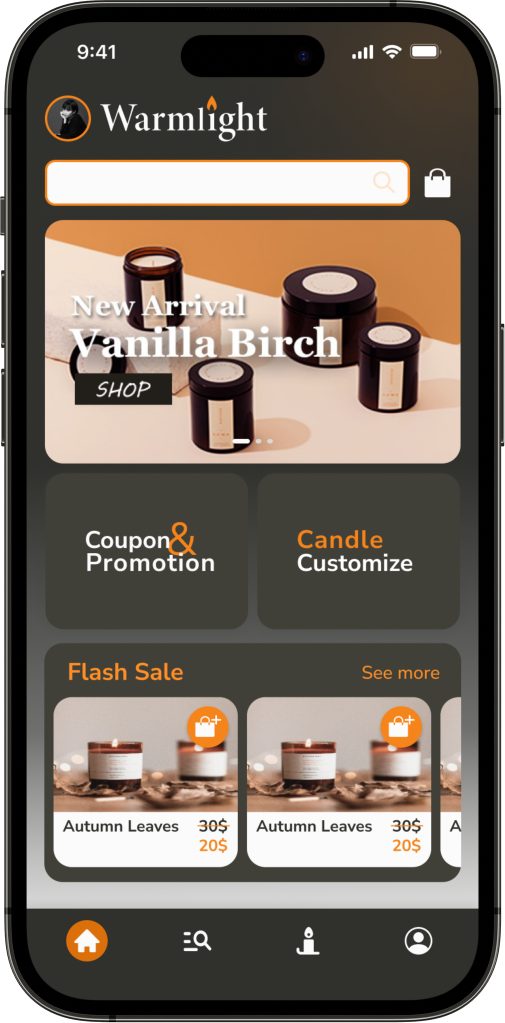 9:41
Warmlight
New Arrival
Vanilla Birch
SHOP
Coupon &
Promotion
Candle
Customize
Flash Sale
See more
Autumn Leaves 30$
20$
Autumn Leaves 30$
20$
A